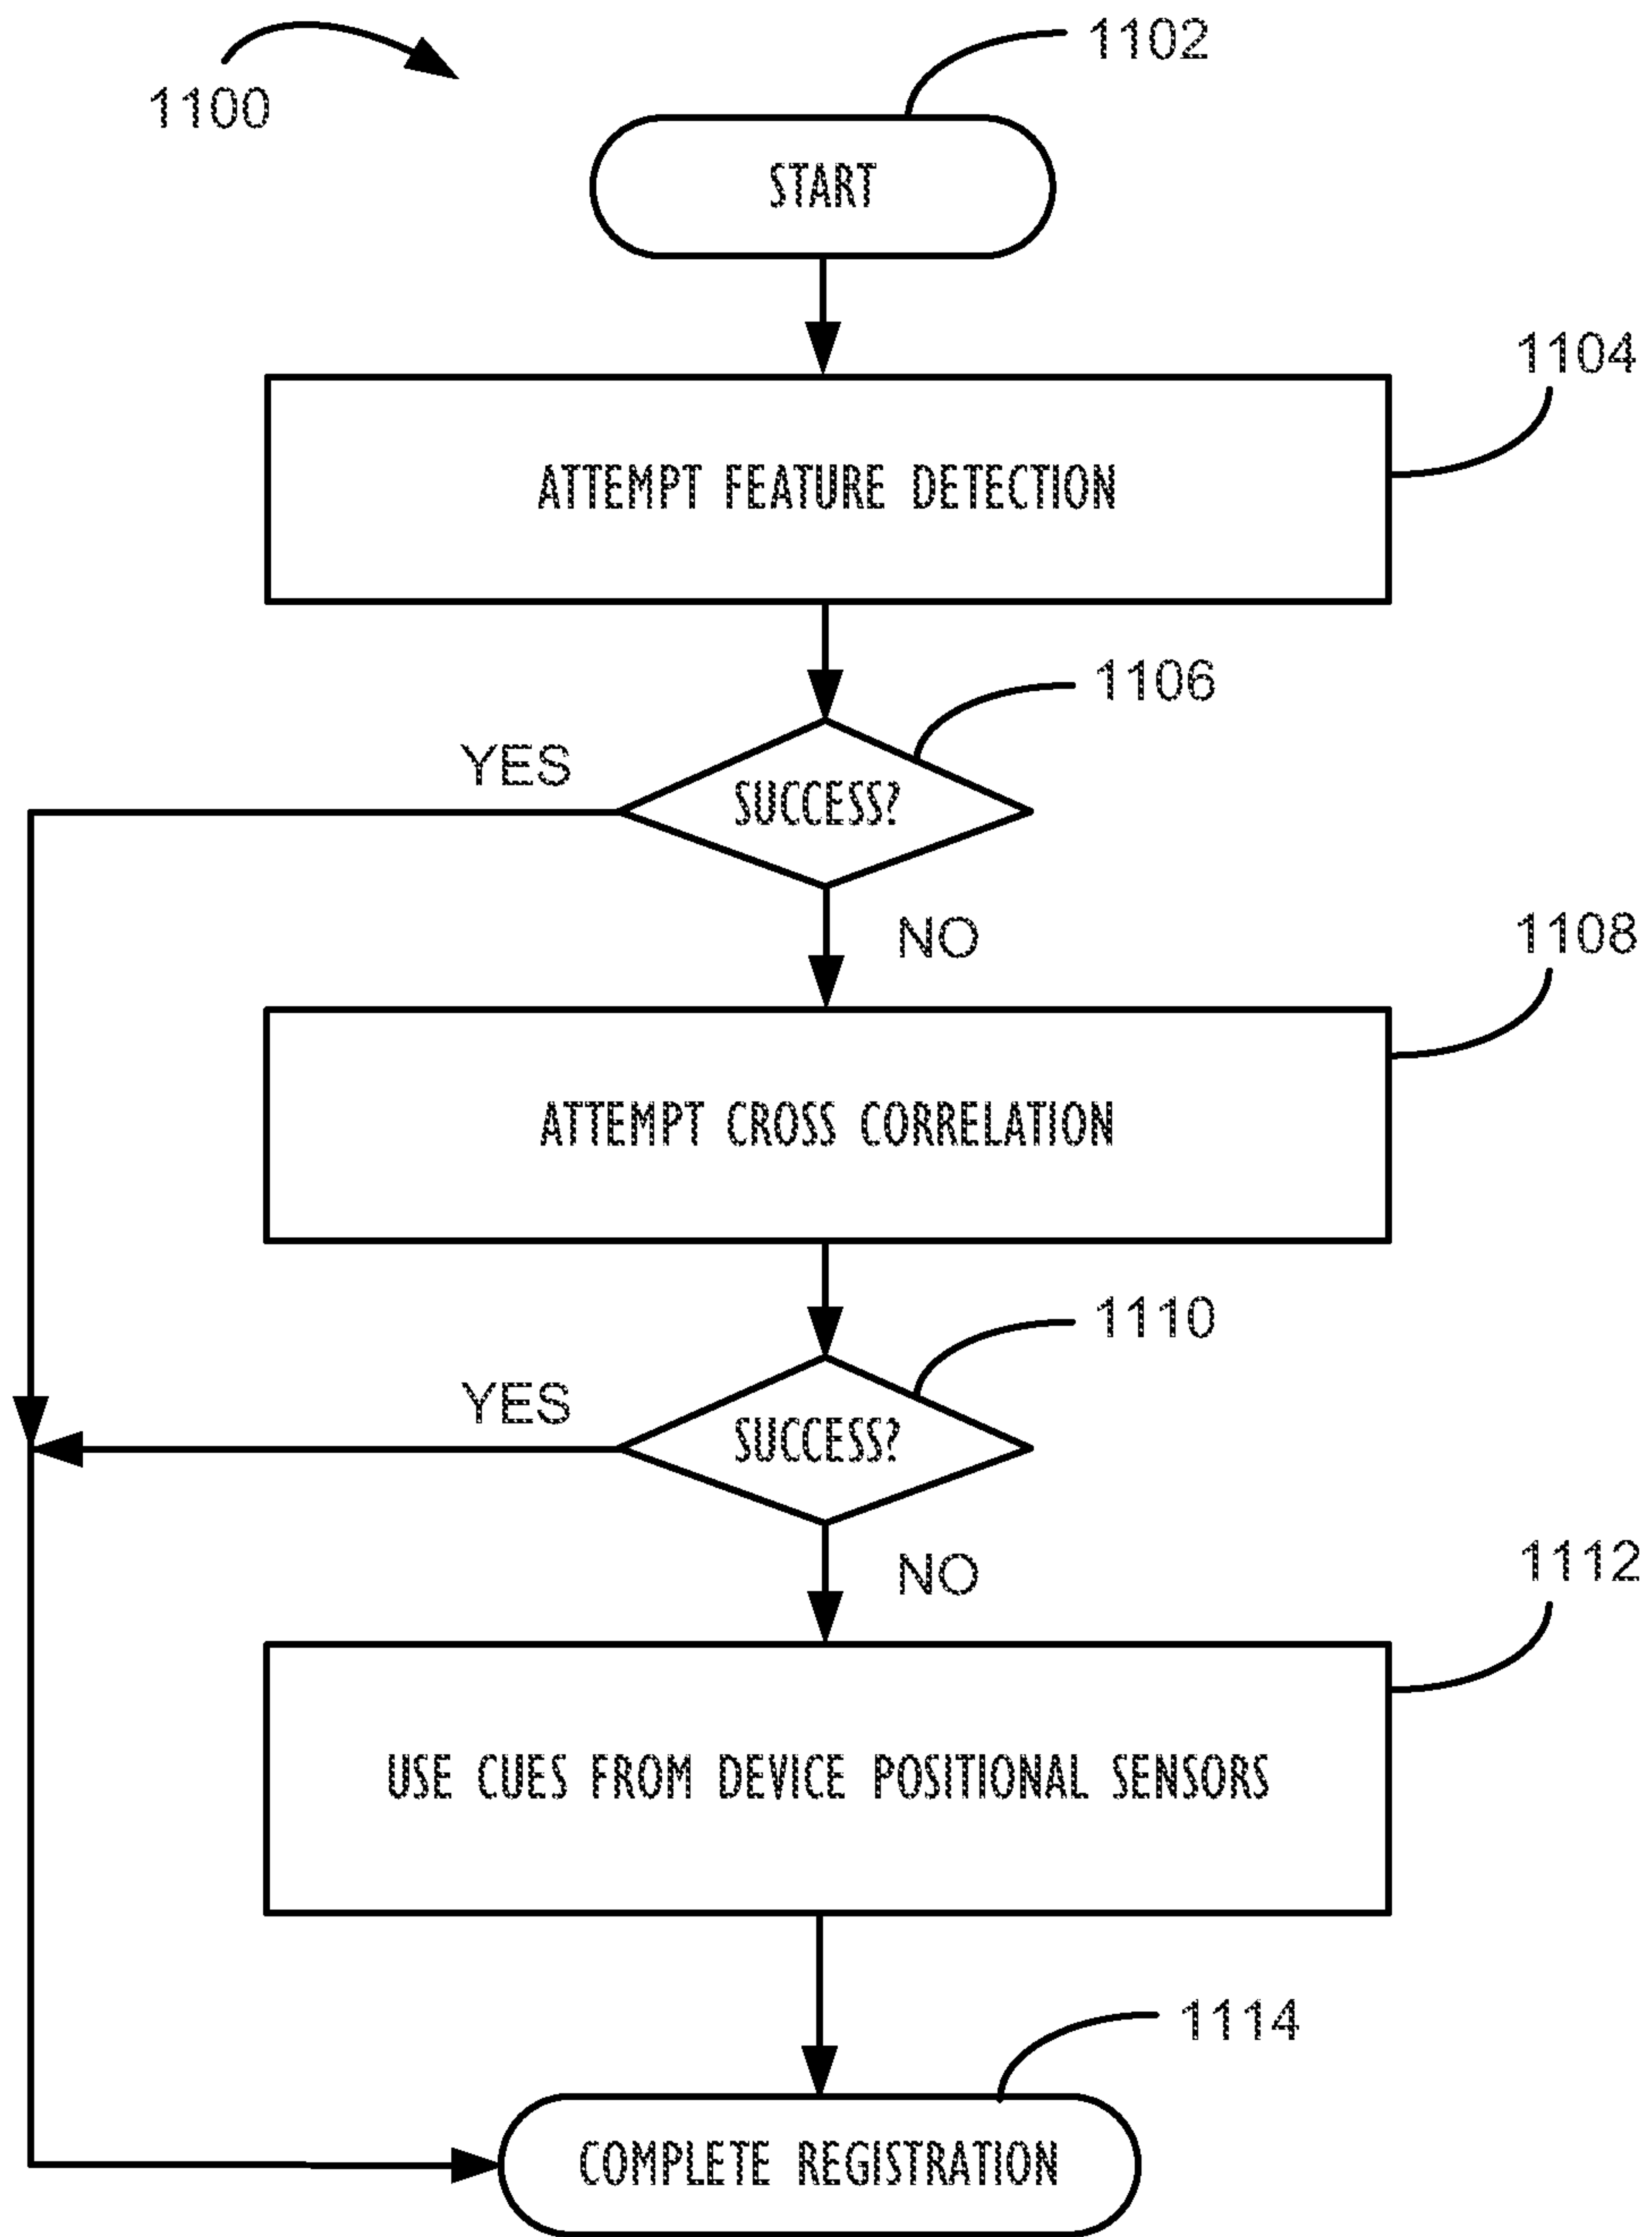 1102
1100
START
1104
ATTEMPT FEATURE DETECTION
1106
YES
SUCCESS?
NO
1108
ATTEMPT CROSS CORRELATION
1110
YES
SUCCESS?
NO
1112
USE CUES FROM DEVICE POSITIONAL SENSORS
1114
COMPLETE REGISTRATION